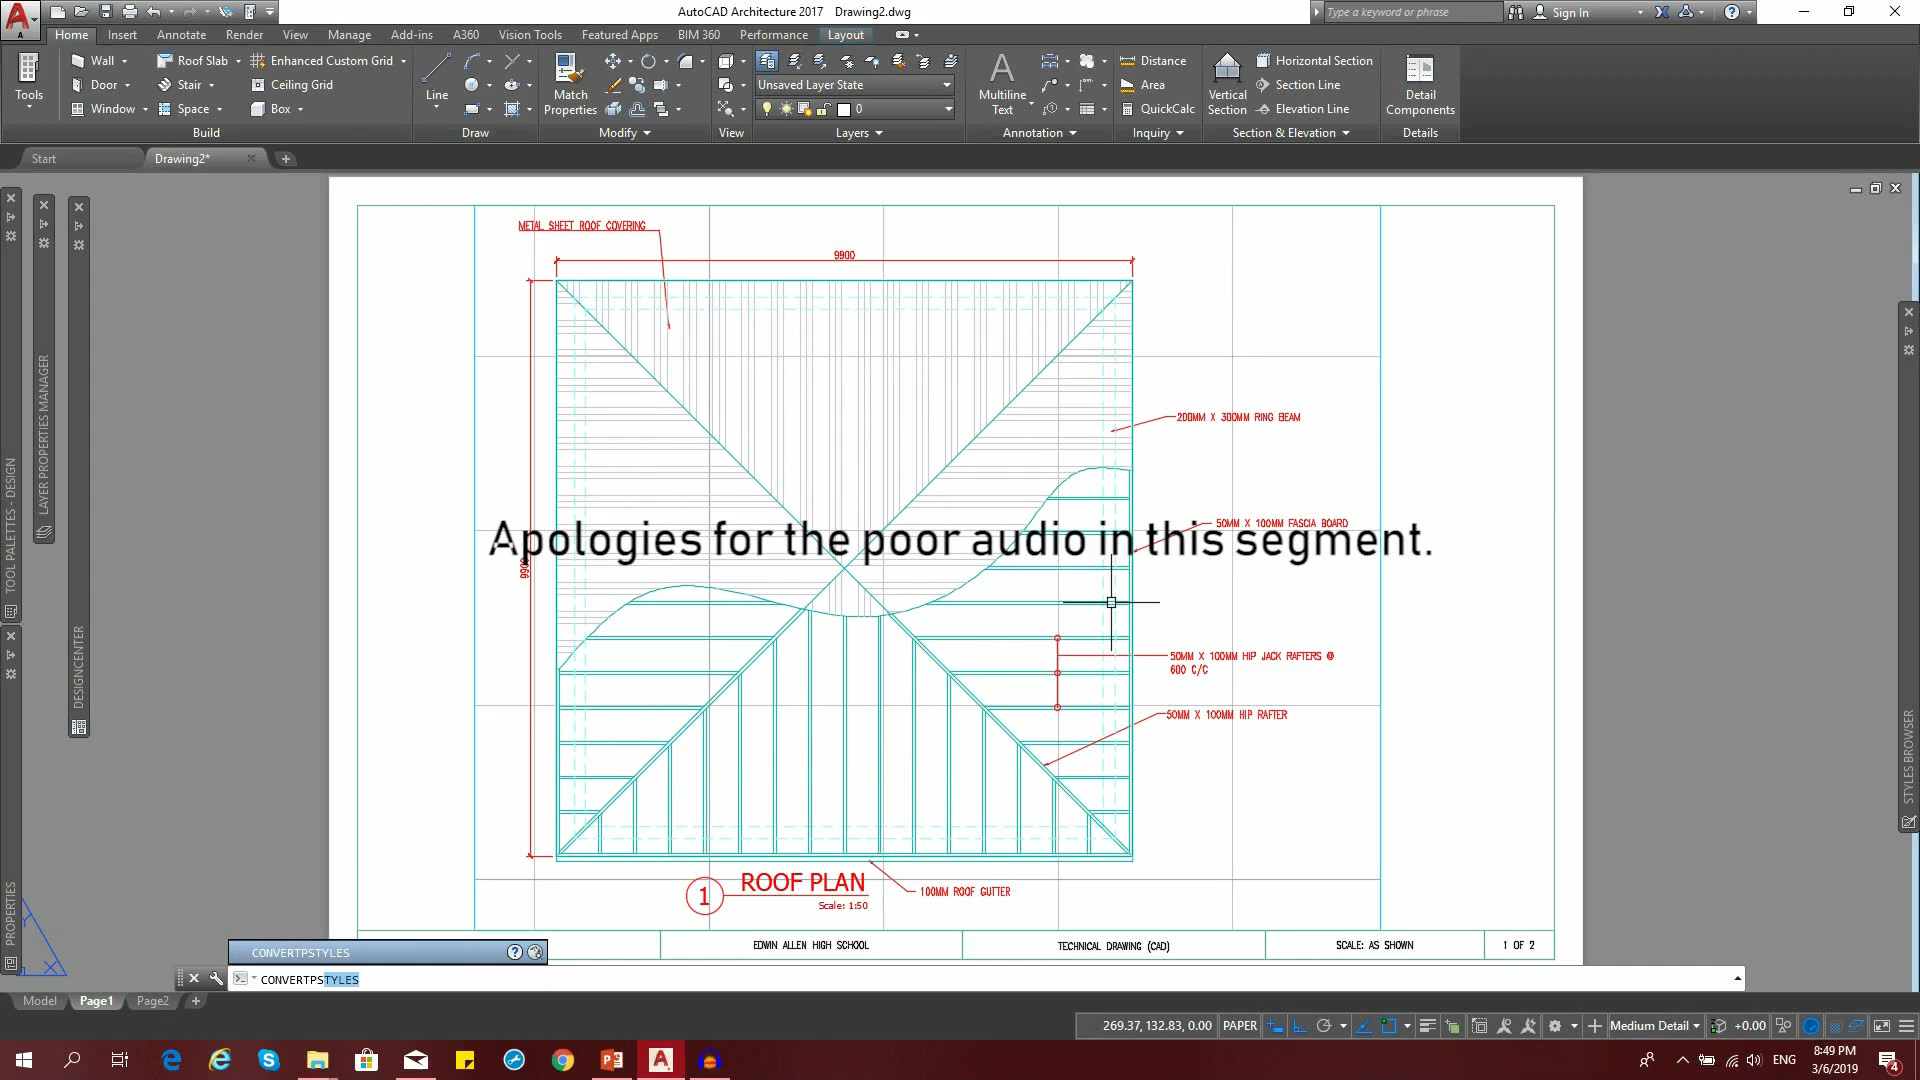 AutoCAD Architecture 2017 Drawing2.dwg
Type a keyword or phrase
Sign In
Home Insert Annotate Render View Manage Add-ins A360 Vision Tools Featured Apps BIM 360 Performance Layout
Tools
Wall
Door
Window
Roof Slab
Stair
Space
Enhanced Custom Grid
Ceiling Grid
Box
Build
Line
Draw
Match
Properties
Modify
View
Unsaved Layer State
0
Layers
Multiline
Text
Annotation
Distance
Area
QuickCalc
Inquiry
Vertical
Section
Horizontal Section
Section Line
Elevation Line
Section & Elevation
Detail
Components
Details
Start
Drawing2*
METAL SHEET ROOF COVERING
9900
9900
200MM X 300MM RING BEAM
50MM X 100MM FASCIA BOARD
Apologies for the poor audio in this segment.
50MM X 100MM HIP JACK RAFTERS @
600 C/C
50MM X 100MM HIP RAFTER
100MM ROOF GUTTER
1
ROOF PLAN
Scale: 1:50
EDWIN ALLEN HIGH SCHOOL
TECHNICAL DRAWING (CAD)
SCALE: AS SHOWN
1 OF 2
TOOL PALETTES - DESIGN
LAYER PROPERTIES MANAGER
DESIGNCENTER
PROPERTIES
STYLES BROWSER
Y
X
CONVERTPSTYLES
CONVERTPSTYLES
Model Page1 Page2
269.37, 132.83, 0.00 PAPER
Medium Detail
+0.00
ENG
8:49 PM
3/6/2019
4